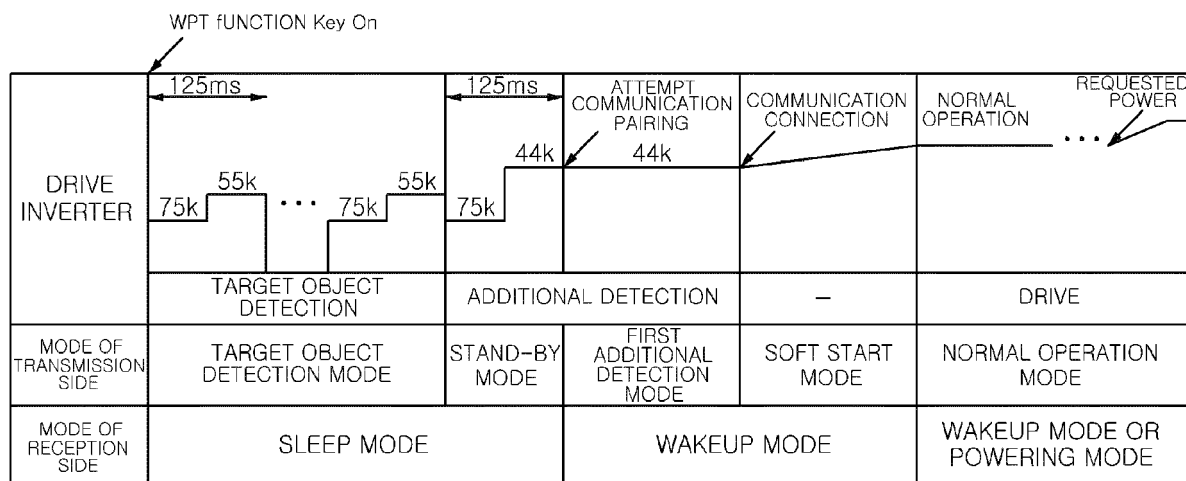 WPT fUNCTION Key On
125ms
125ms
ATTEMPT
COMMUNICATION
PAIRING
COMMUNICATION
CONNECTION
NORMAL
OPERATION
REQUESTED
POWER
DRIVE
INVERTER
75k
55k
75k
55k
75k
44k
44k
TARGET OBJECT
DETECTION
ADDITIONAL DETECTION
–
DRIVE
MODE OF
TRANSMISSION
SIDE
TARGET OBJECT
DETECTION MODE
STAND-BY
MODE
FIRST
ADDITIONAL
DETECTION
MODE
SOFT START
MODE
NORMAL OPERATION
MODE
MODE OF
RECEPTION
SIDE
SLEEP MODE
WAKEUP MODE
WAKEUP MODE OR
POWERING MODE